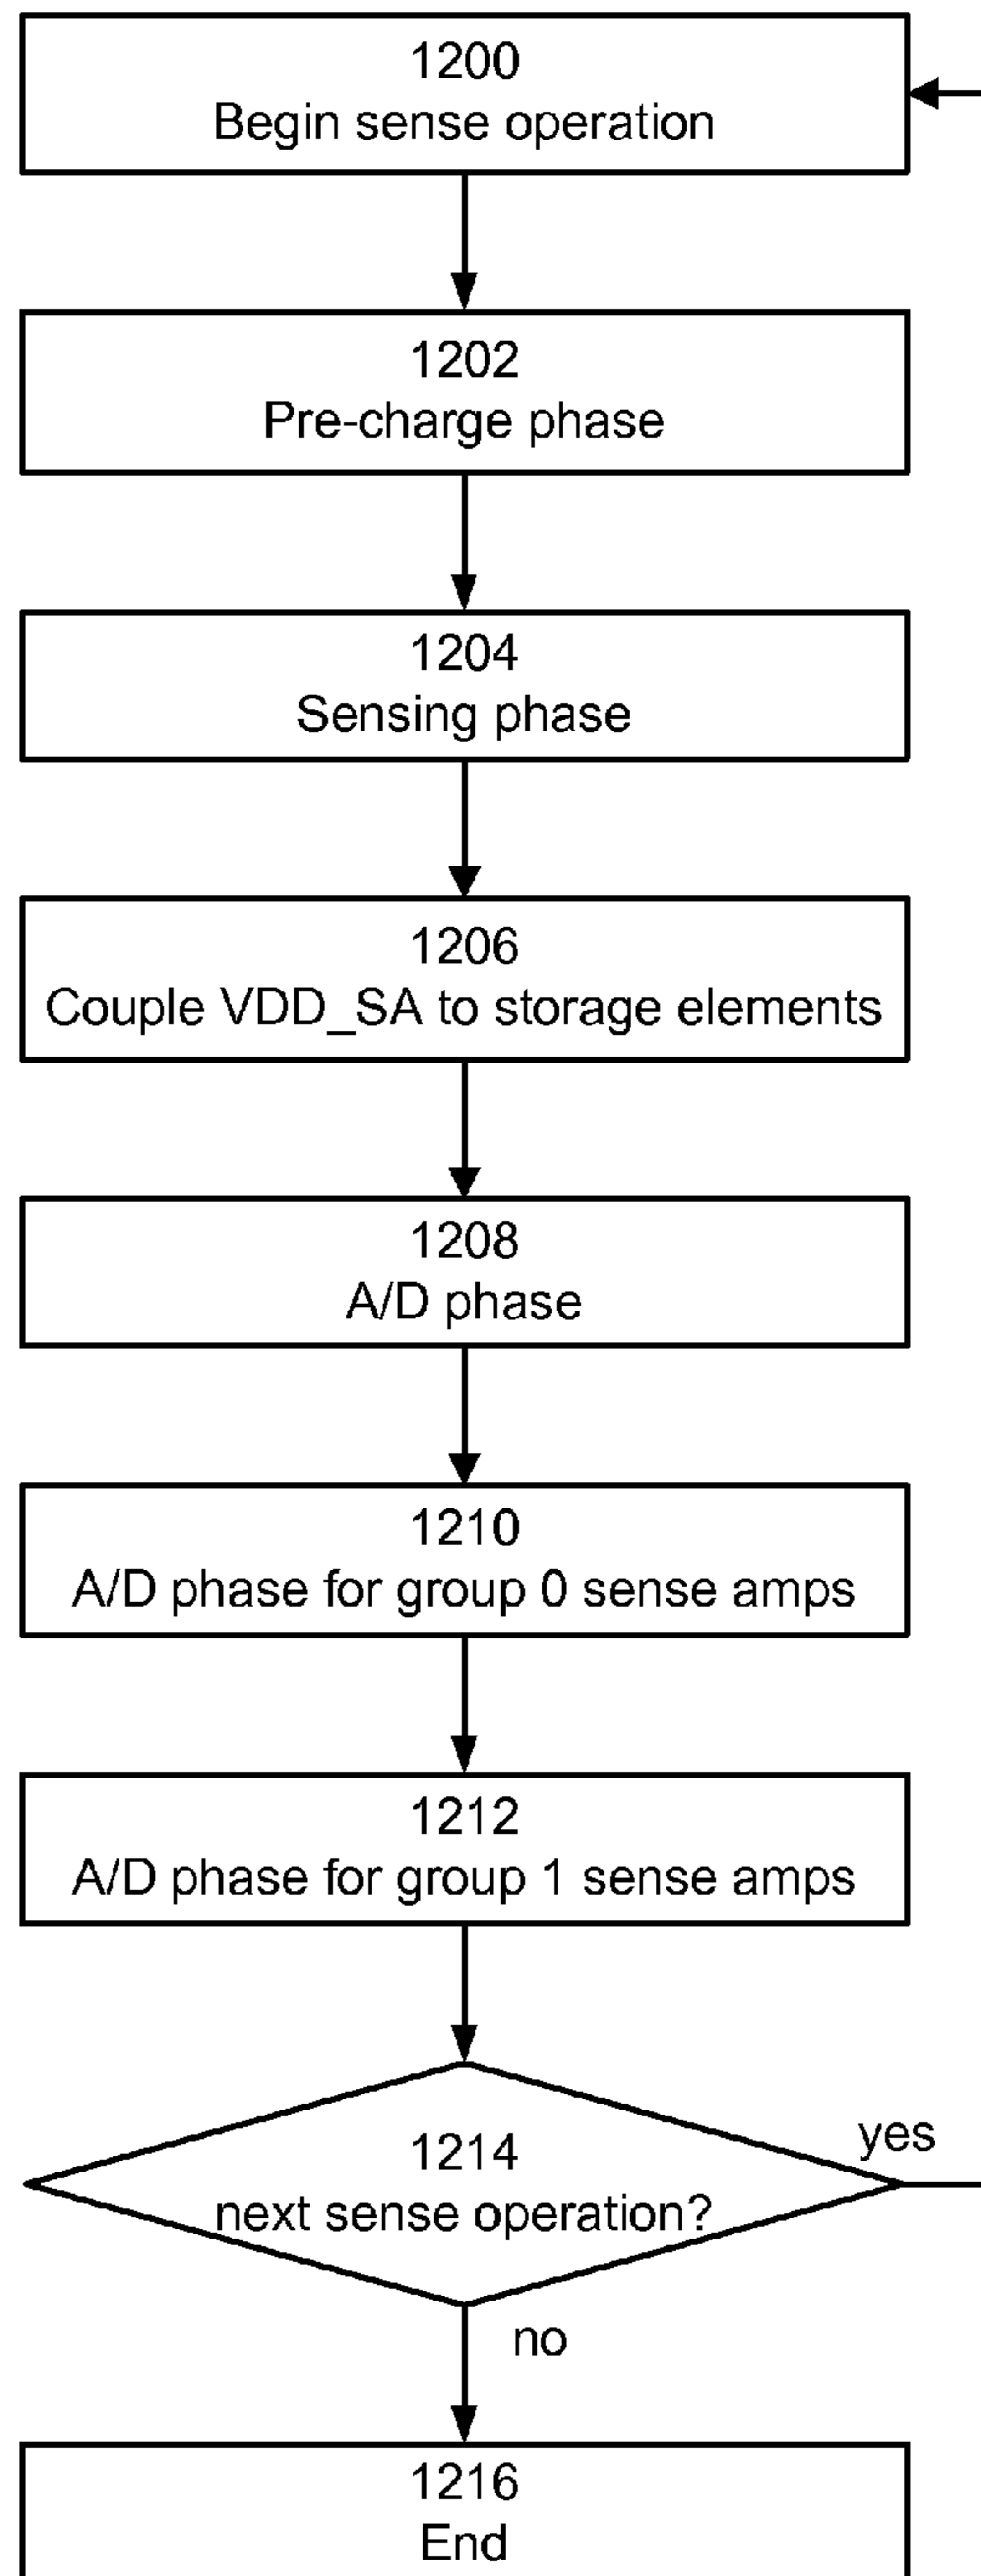 1200
Begin sense operation
1202
Pre-charge phase
1204
Sensing phase
1206
Couple VDD_SA to storage elements
1208
A/D phase
1210
A/D phase for group 0 sense amps
1212
A/D phase for group 1 sense amps
1214
next sense operation?
yes
no
1216
End